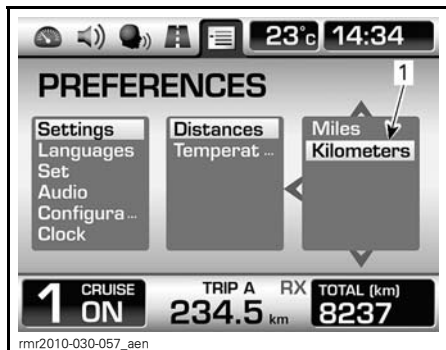 23°c 14:34
PREFERENCES
1
Settings
Languages
Set
Audio
Configura...
Clock
Distances
Temperat...
Miles
Kilometers
1 CRUISE ON
TRIP A
234.5 km
RX
TOTAL (km)
8237
rmr2010-030-057_aen